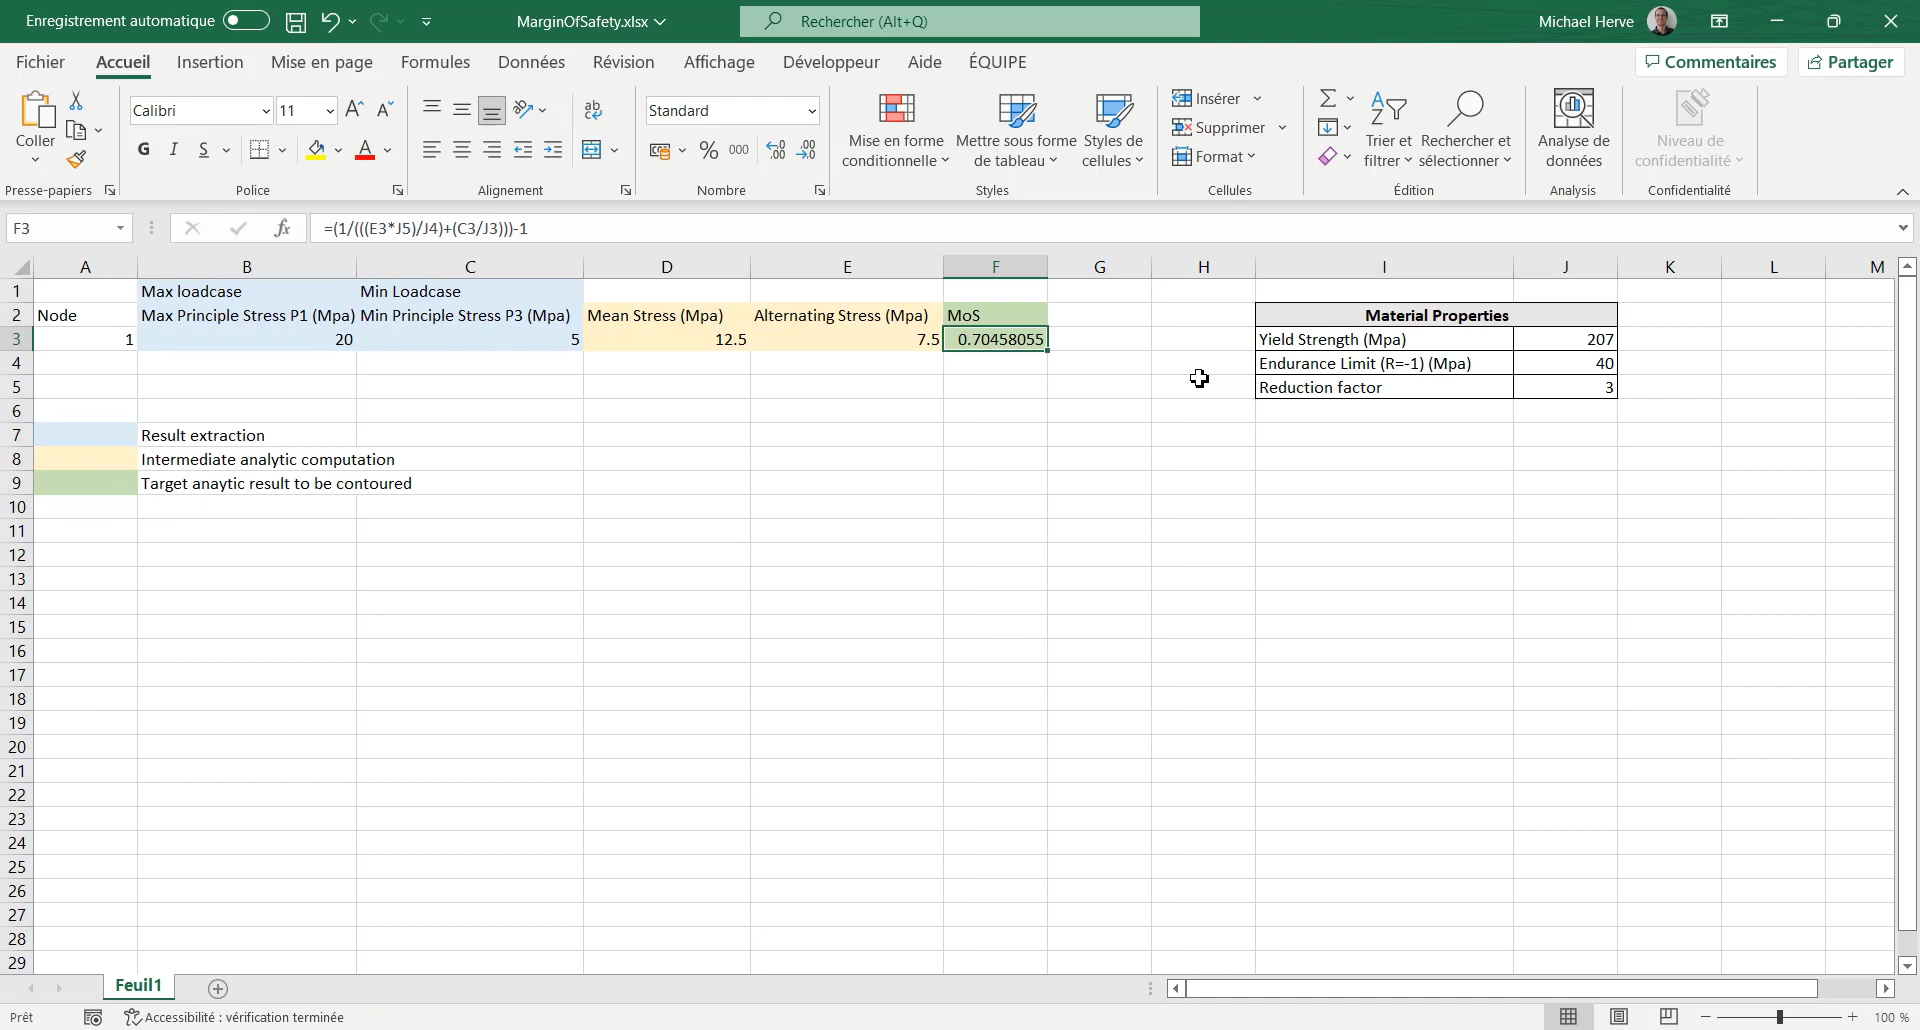 Enregistrement automatique
MarginOfSafety.xlsx
Rechercher (Alt+Q)
Michael Herve
Fichier Accueil Insertion Mise en page Formules Données Révision Affichage Développeur Aide ÉQUIPE
Commentaires Partager
Coller
Presse-papiers
Calibri 11
G I S
A A A
Police
ab
Alignement
Standard
% 000
Nombre
Mise en forme
conditionnelle
Mettre sous forme
de tableau
Styles de
cellules
Styles
Insérer
Supprimer
Format
Cellules
Trier et
filtrer
Rechercher et
sélectionner
Édition
Analyse de
données
Analysis
Niveau de
confidentialité
Confidentialité
F3 fx =(1/(((E3*J5)/J4)+(C3/J3)))-1
A B C D E F G H I J K L M
1 Max loadcase Min Loadcase
2 Node Max Principle Stress P1 (Mpa) Min Principle Stress P3 (Mpa) Mean Stress (Mpa) Alternating Stress (Mpa) MoS Material Properties
3 1 20 5 12.5 7.5 0.70458055 Yield Strength (Mpa) 207
4 Endurance Limit (R=-1) (Mpa) 40
5 Reduction factor 3
6
7 Result extraction
8 Intermediate analytic computation
9 Target anaytic result to be contoured
10
11
12
13
14
15
16
17
18
19
20
21
22
23
24
25
26
27
28
29
Feuil1
Prêt Accessibilité : vérification terminée 100 %